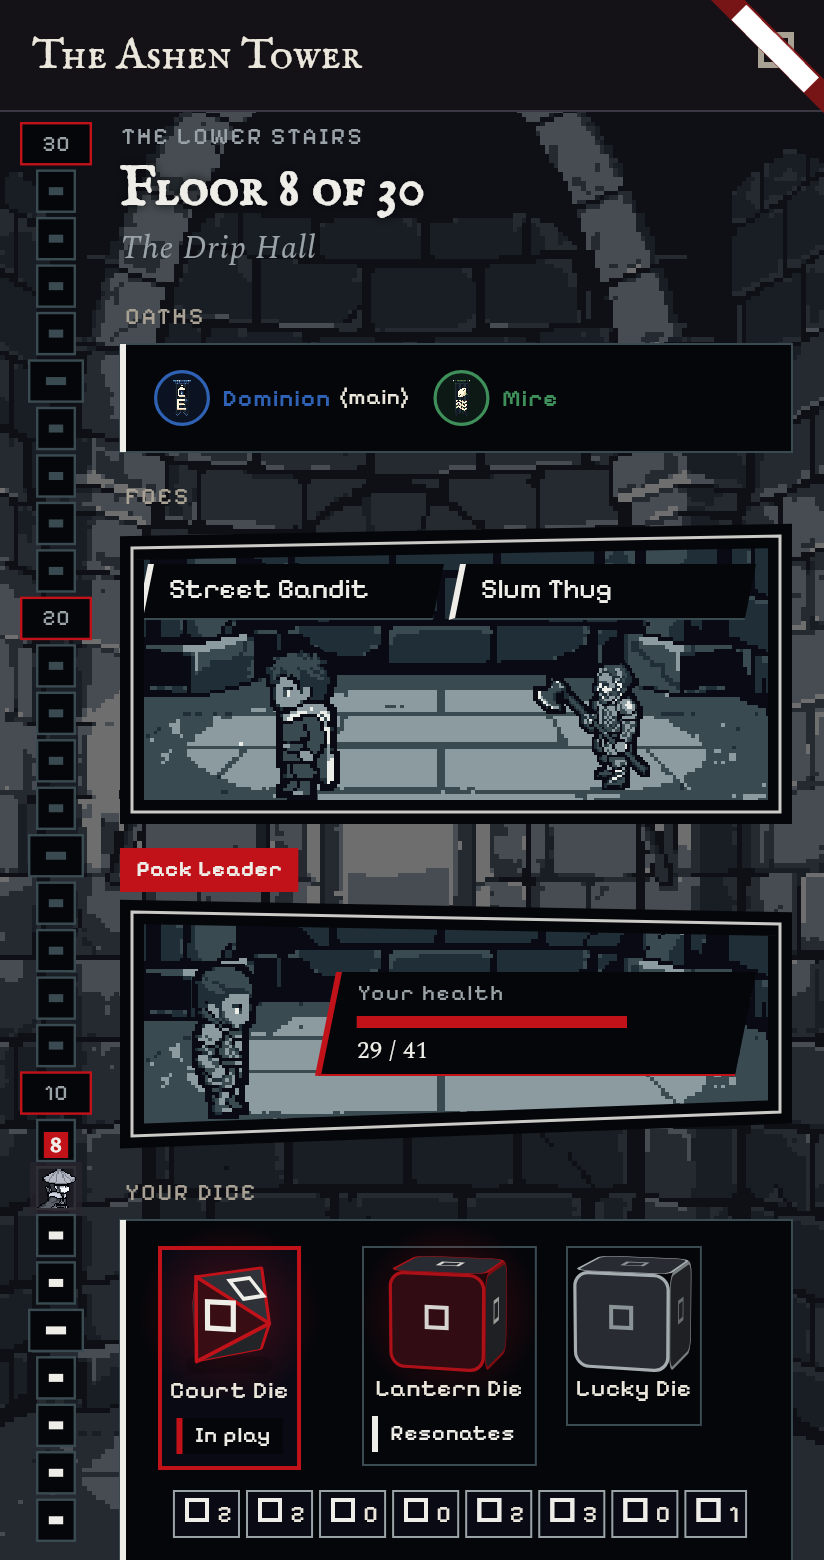 The Ashen Tower
30
THE LOWER STAIRS
Floor 8 of 30
The Drip Hall
OATHS
Dominion (main) Mire
FOES
Street Bandit Slum Thug
20
Pack Leader
Your health
29 / 41
10
8
YOUR DICE
Court Die Lantern Die Lucky Die
In play Resonates
2 2 0 0 2 3 0 1